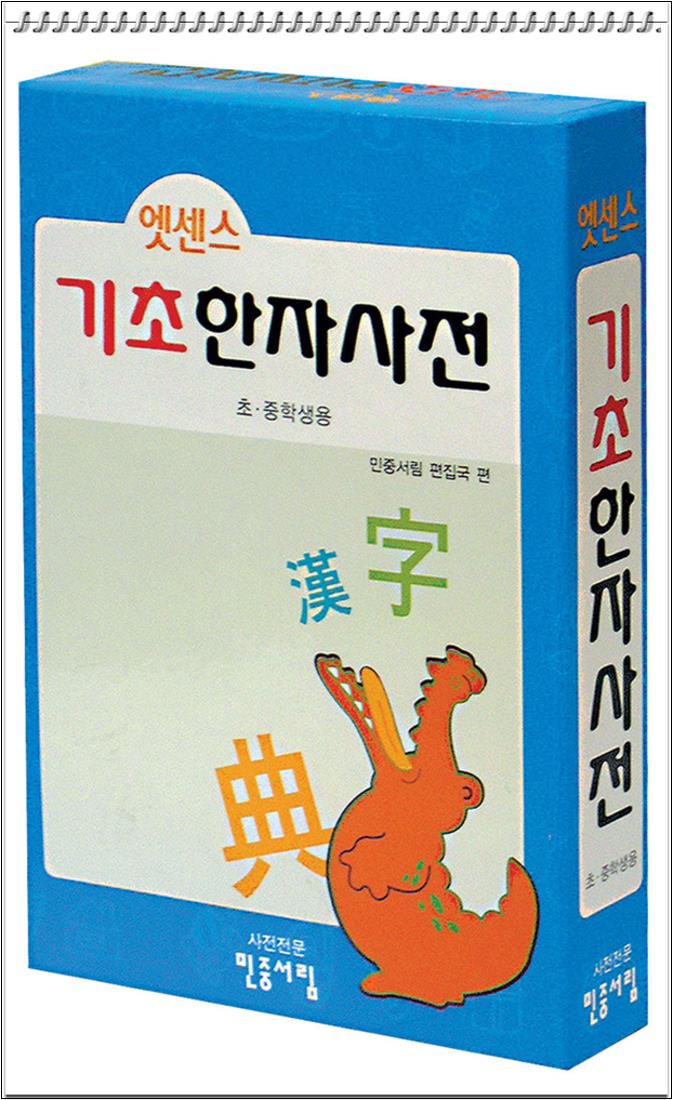 엣센스
기초한자사전
초·중학생용
민중서림 편집국 편
漢字
典
사전전문
민중서림
엣센스
기초한자사전
초·중학생용
사전전문
민중서림